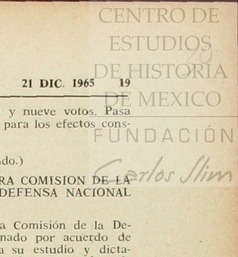 CENTRO DE
ESTUDIOS
DE HISTORIA
DE MEXICO
FUNDACIÓN
Carlos Slim
21 DIC. 1965 19
y nueve votos. Pasa
para los efectos cons-
do.)
RA COMISION DE LA
DEFENSA NACIONAL
a Comisión de la De-
nado por acuerdo de
a su estudio y dicta-